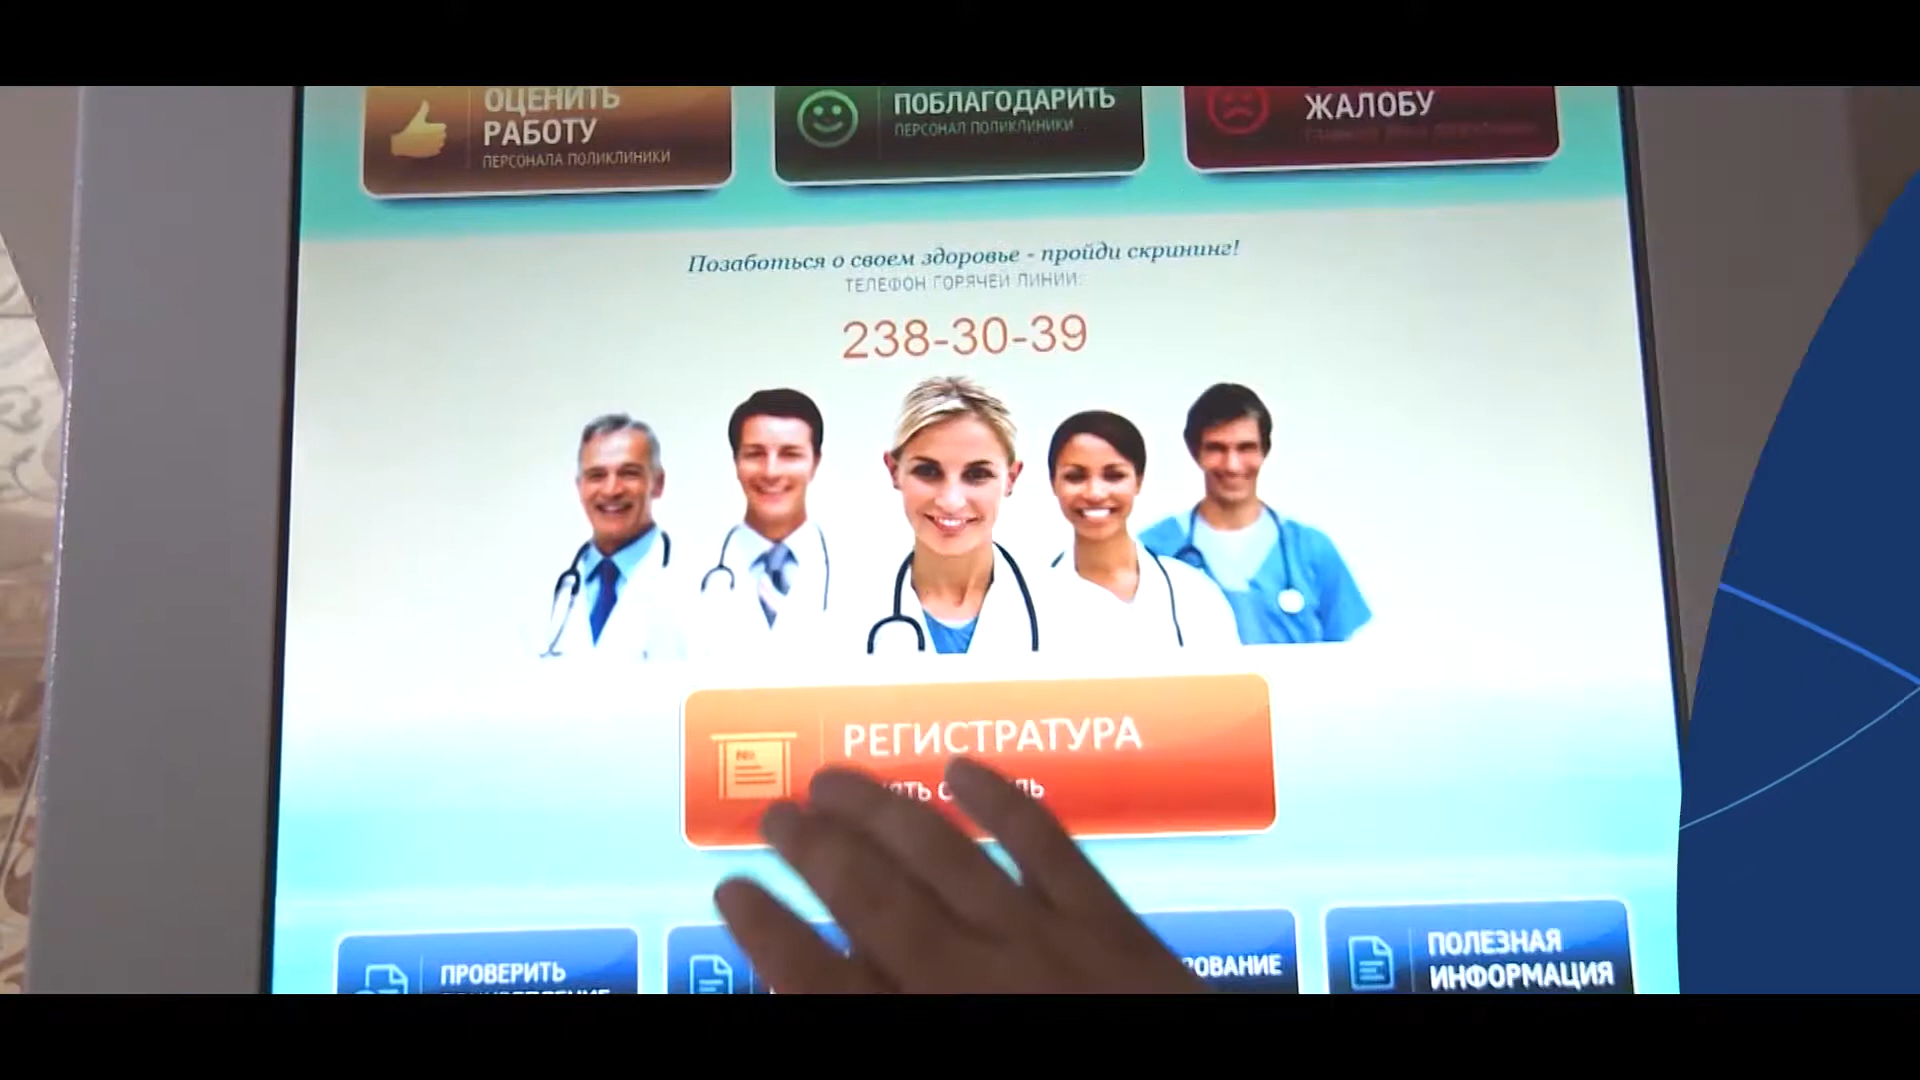 ОЦЕНИТЬ
РАБОТУ
ПЕРСОНАЛА ПОЛИКЛИНИКИ
ПОБЛАГОДАРИТЬ
ПЕРСОНАЛ ПОЛИКЛИНИКИ
ЖАЛОБУ
Позаботься о своем здоровье - пройди скрининг!
ТЕЛЕФОН ГОРЯЧЕЙ ЛИНИИ:
238-30-39
РЕГИСТРАТУРА
ПРОВЕРИТЬ
ПОЛЕЗНАЯ
ИНФОРМАЦИЯ